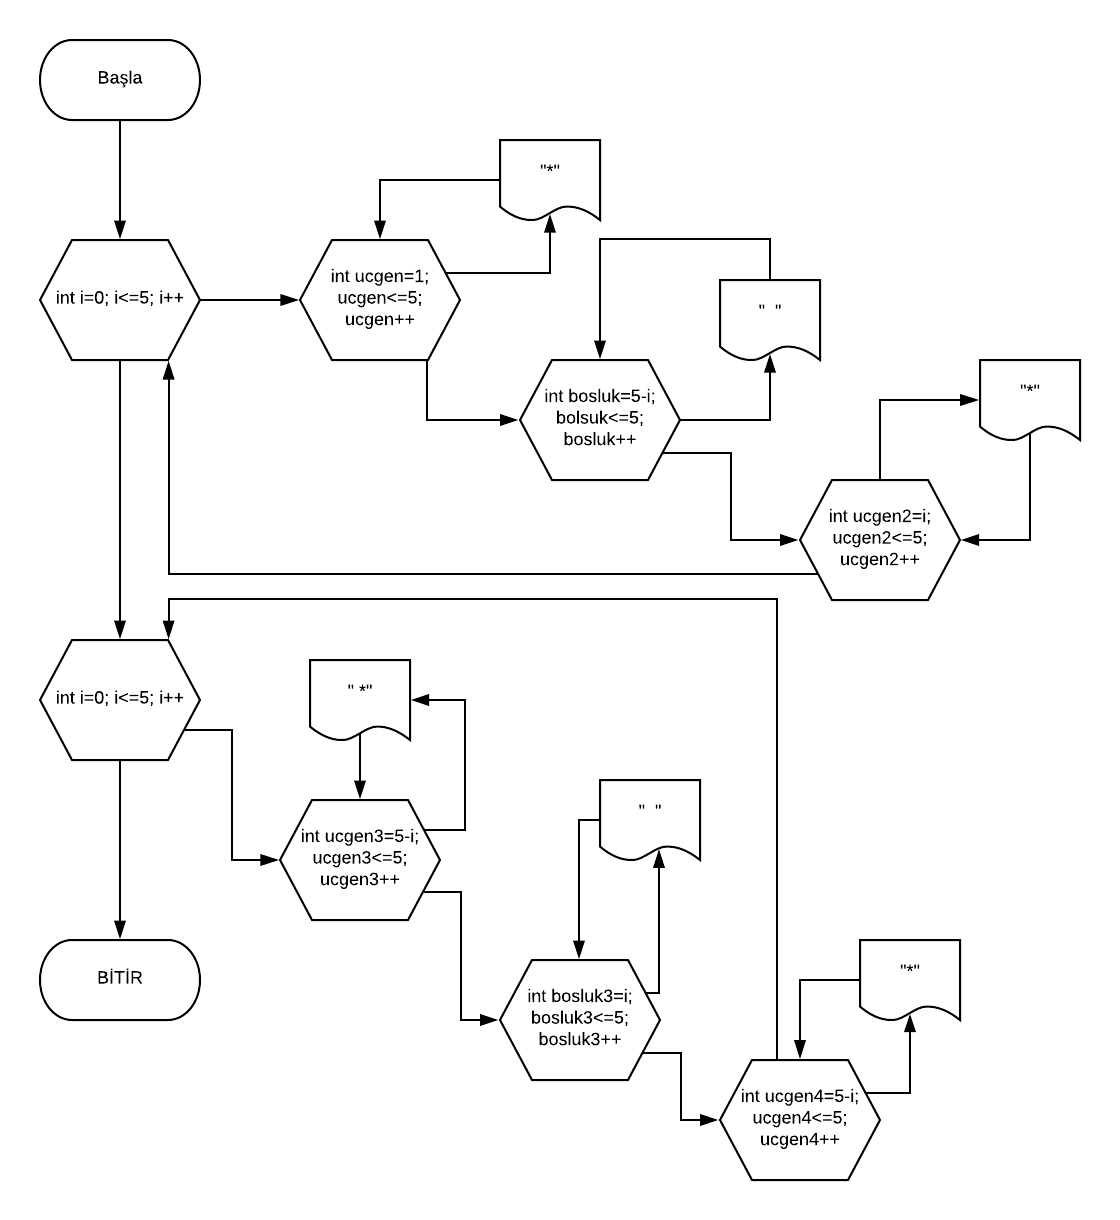 Başla
"*"
int i=0; i<=5; i++
int ucgen=1;
ucgen<=5;
ucgen++
"  "
int bosluk=5-i;
bolsuk<=5;
bosluk++
"*"
int ucgen2=i;
ucgen2<=5;
ucgen2++
int i=0; i<=5; i++
" *"
int ucgen3=5-i;
ucgen3<=5;
ucgen3++
"  "
int bosluk3=i;
bosluk3<=5;
bosluk3++
BİTİR
"*"
int ucgen4=5-i;
ucgen4<=5;
ucgen4++